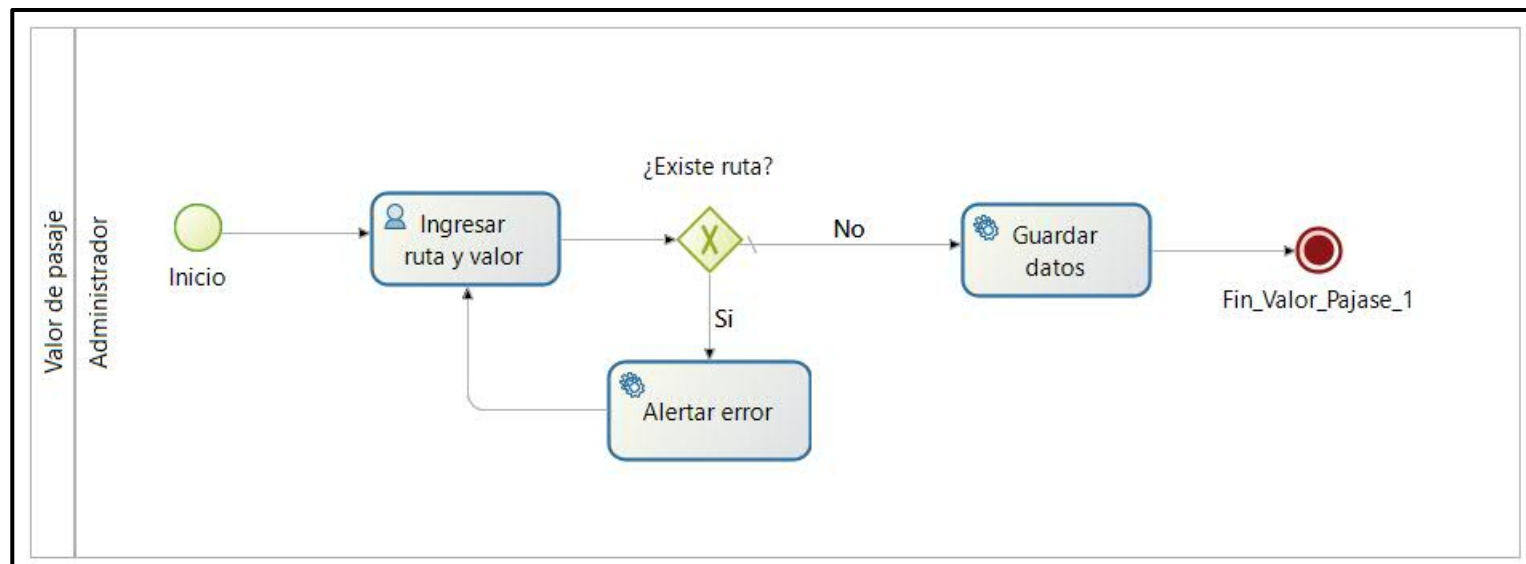 Valor de pasaje
Administrador
Inicio
Ingresar
ruta y valor
¿Existe ruta?
No
Si
Alertar error
Guardar
datos
Fin_Valor_Pajase_1